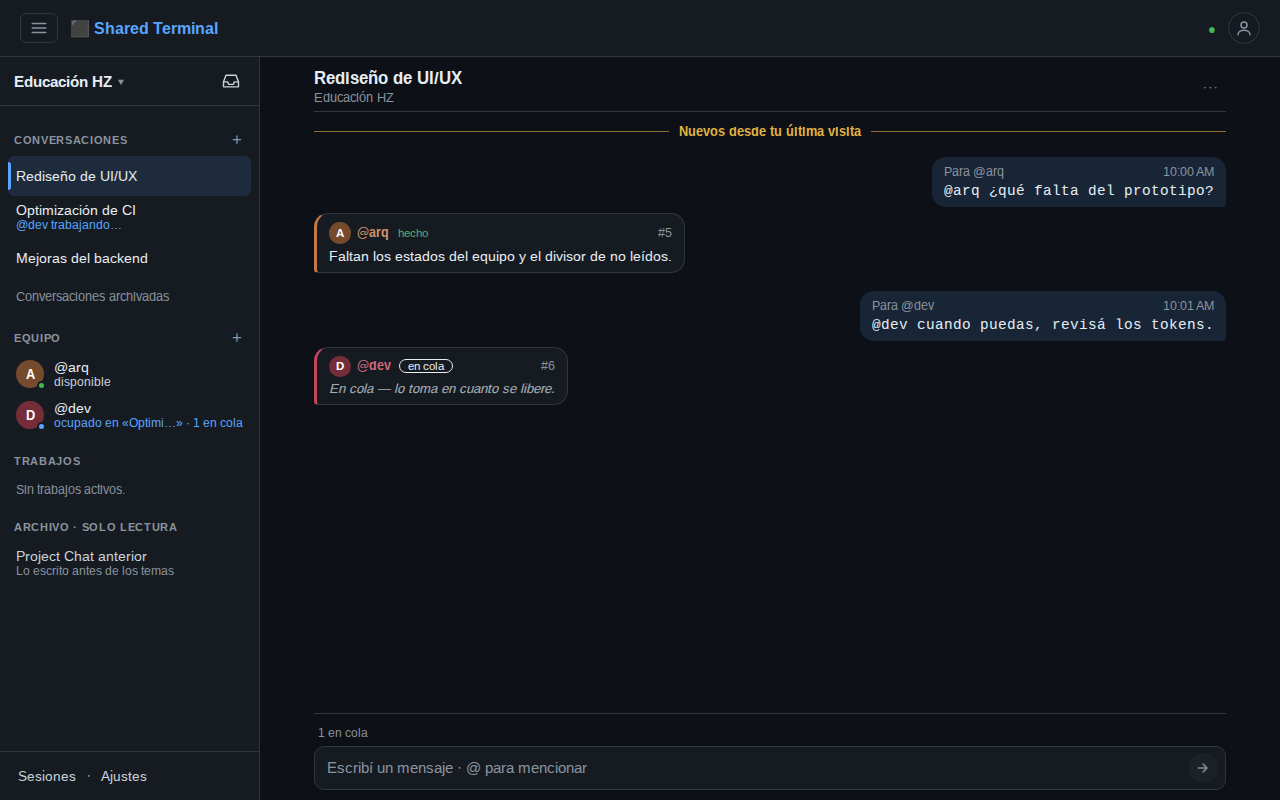 Shared Terminal
Educación HZ ▾
CONVERSACIONES +
Rediseño de UI/UX
Optimización de CI
@dev trabajando…
Mejoras del backend
Conversaciones archivadas
EQUIPO +
A @arq
disponible
D @dev
ocupado en «Optimi…» · 1 en cola
TRABAJOS
Sin trabajos activos.
ARCHIVO · SOLO LECTURA
Project Chat anterior
Lo escrito antes de los temas
Sesiones · Ajustes
Rediseño de UI/UX
Educación HZ
···
Nuevos desde tu última visita
Para @arq 10:00 AM
@arq ¿qué falta del prototipo?
A @arq hecho #5
Faltan los estados del equipo y el divisor de no leídos.
Para @dev 10:01 AM
@dev cuando puedas, revisá los tokens.
D @dev en cola #6
En cola — lo toma en cuanto se libere.
1 en cola
Escribí un mensaje · @ para mencionar